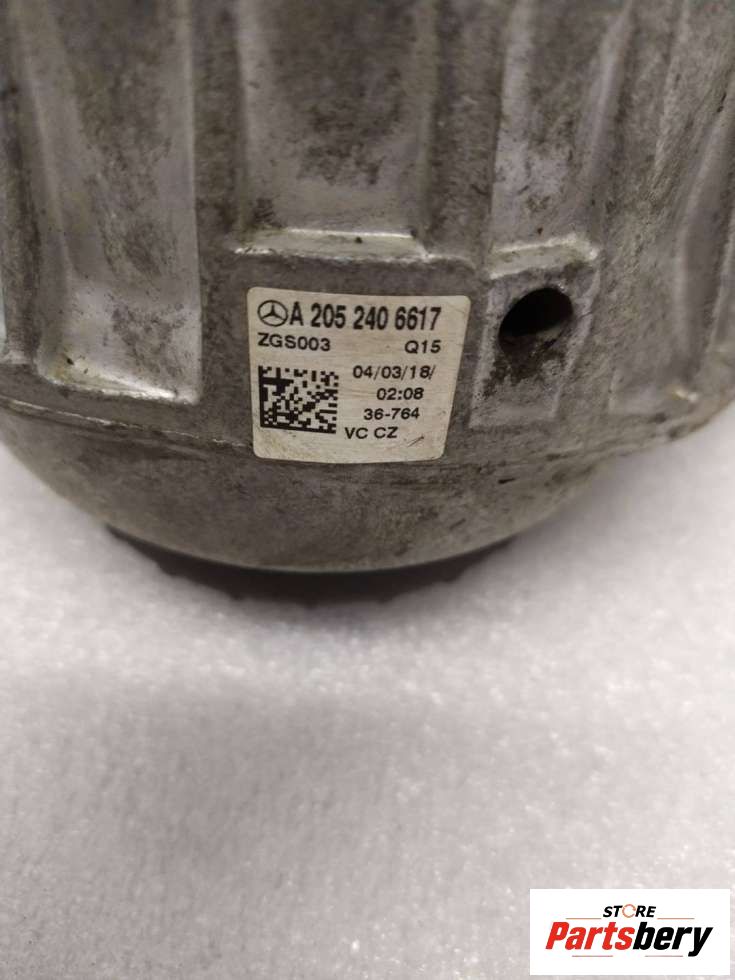 A 205 240 6617
ZGS003 Q15
04/03/18/
02:08
36-764
VC CZ
STORE
Partsbery